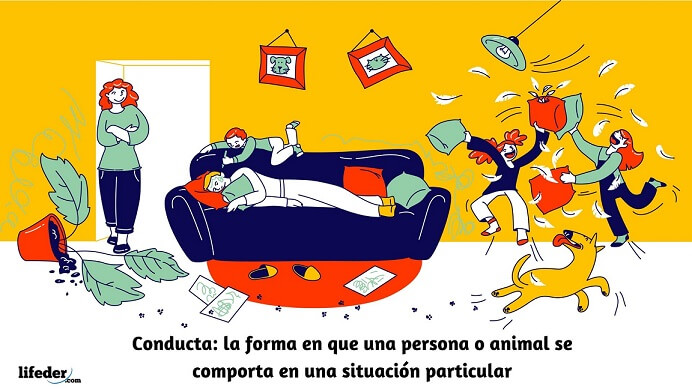 Conducta: la forma en que una persona o animal se
comporta en una situación particular
lifeder
.com